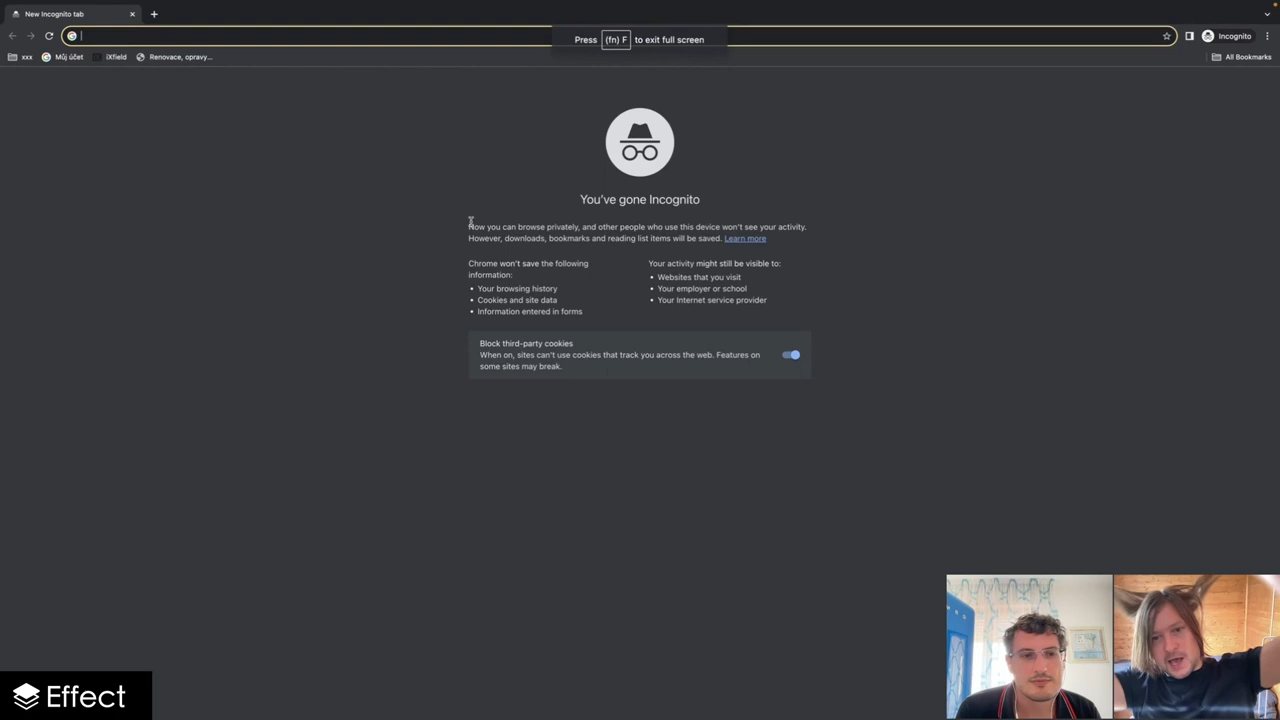 New Incognito tab
Press (fn) F to exit full screen
Incognito
xxx
Můj účet
iXfield
Renovace, opravy...
All Bookmarks
You've gone Incognito
Now you can browse privately, and other people who use this device won't see your activity.
However, downloads, bookmarks and reading list items will be saved. Learn more
Chrome won't save the following
information:
• Your browsing history
• Cookies and site data
• Information entered in forms
Your activity might still be visible to:
• Websites that you visit
• Your employer or school
• Your Internet service provider
Block third-party cookies
When on, sites can't use cookies that track you across the web. Features on
some sites may break.
Effect